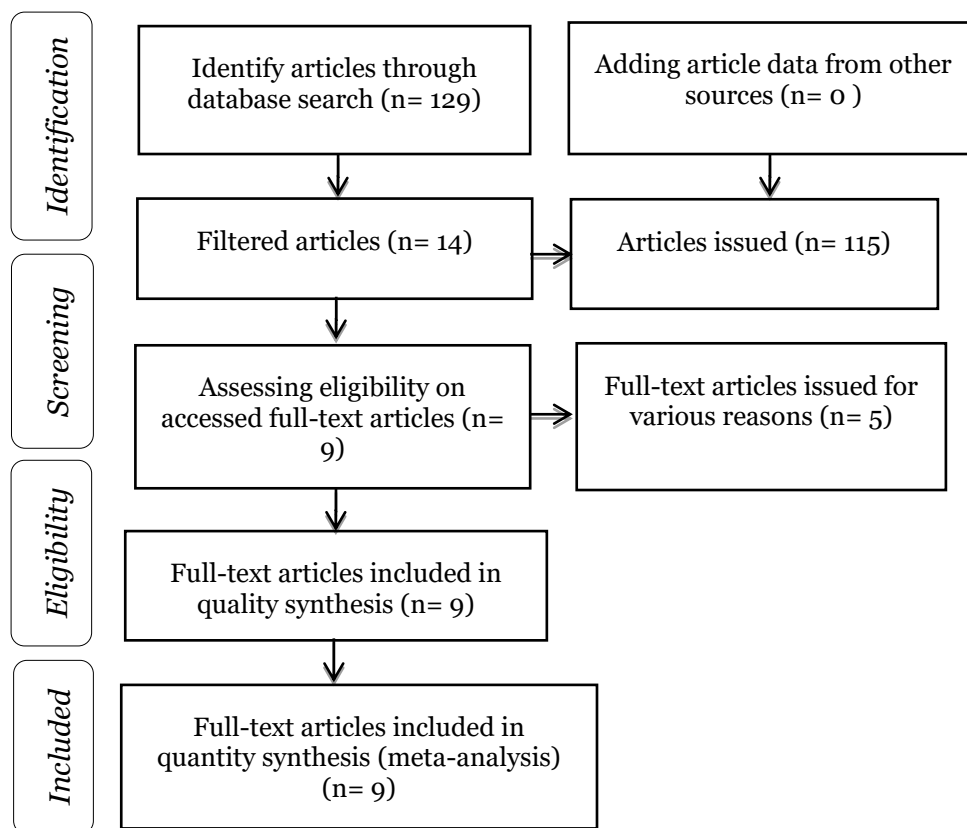 Identification
Identify articles through
database search (n= 129)
Adding article data from other
sources (n= 0 )
Filtered articles (n= 14)
Articles issued (n= 115)
Screening
Assessing eligibility on
accessed full-text articles (n=
9)
Full-text articles issued for
various reasons (n= 5)
Eligibility
Full-text articles included in
quality synthesis (n= 9)
Included
Full-text articles included in
quantity synthesis (meta-analysis)
(n= 9)